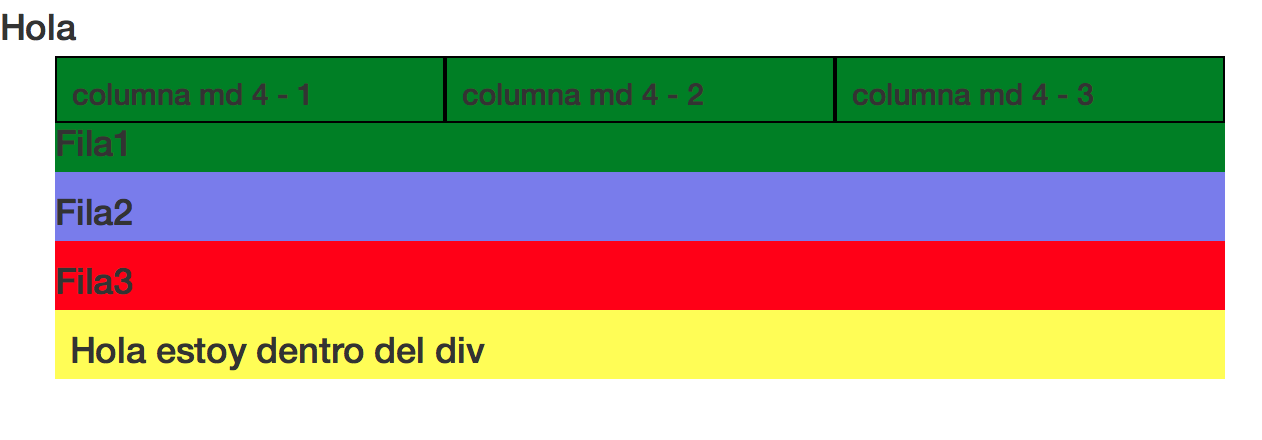 Hola
columna md 4 - 1 columna md 4 - 2 columna md 4 - 3
Fila1
Fila2
Fila3
Hola estoy dentro del div